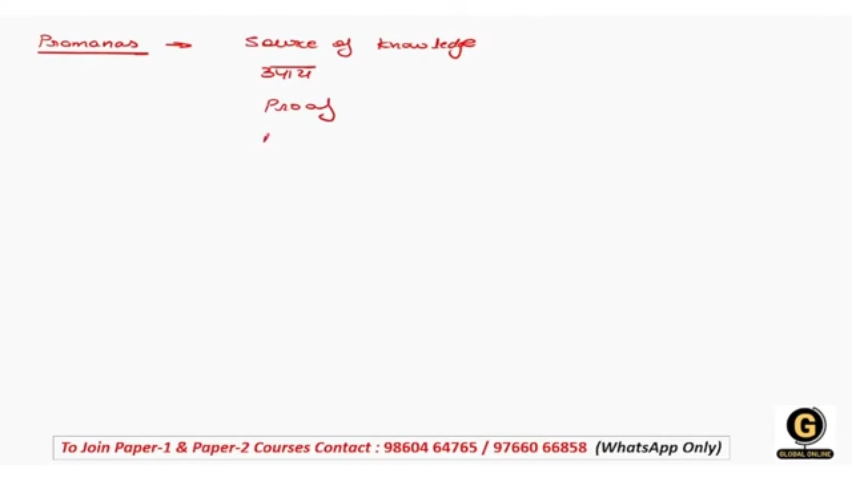 Pramanas → Source of knowledge
उपाय
Proof
To Join Paper-1 & Paper-2 Courses Contact : 98604 64765 / 97660 66858 (WhatsApp Only)
G
GLOBAL ONLINE